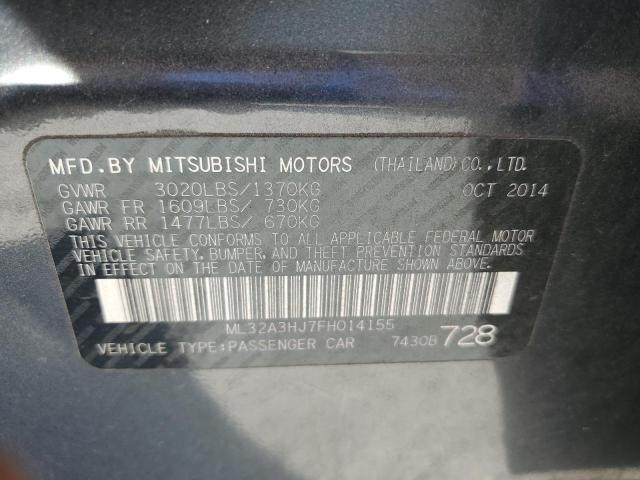 MFD.BY MITSUBISHI MOTORS (THAILAND) CO.,LTD.
GVWR 3020LBS/1370KG OCT 2014
GAWR FR 1609LBS/ 730KG
GAWR RR 1477LBS/ 670KG
THIS VEHICLE CONFORMS TO ALL APPLICABLE FEDERAL MOTOR
VEHICLE SAFETY, BUMPER, AND THEFT PREVENTION STANDARDS
IN EFFECT ON THE DATE OF MANUFACTURE SHOWN ABOVE.
ML32A3HJ7FH014155
VEHICLE TYPE:PASSENGER CAR 7430B 728